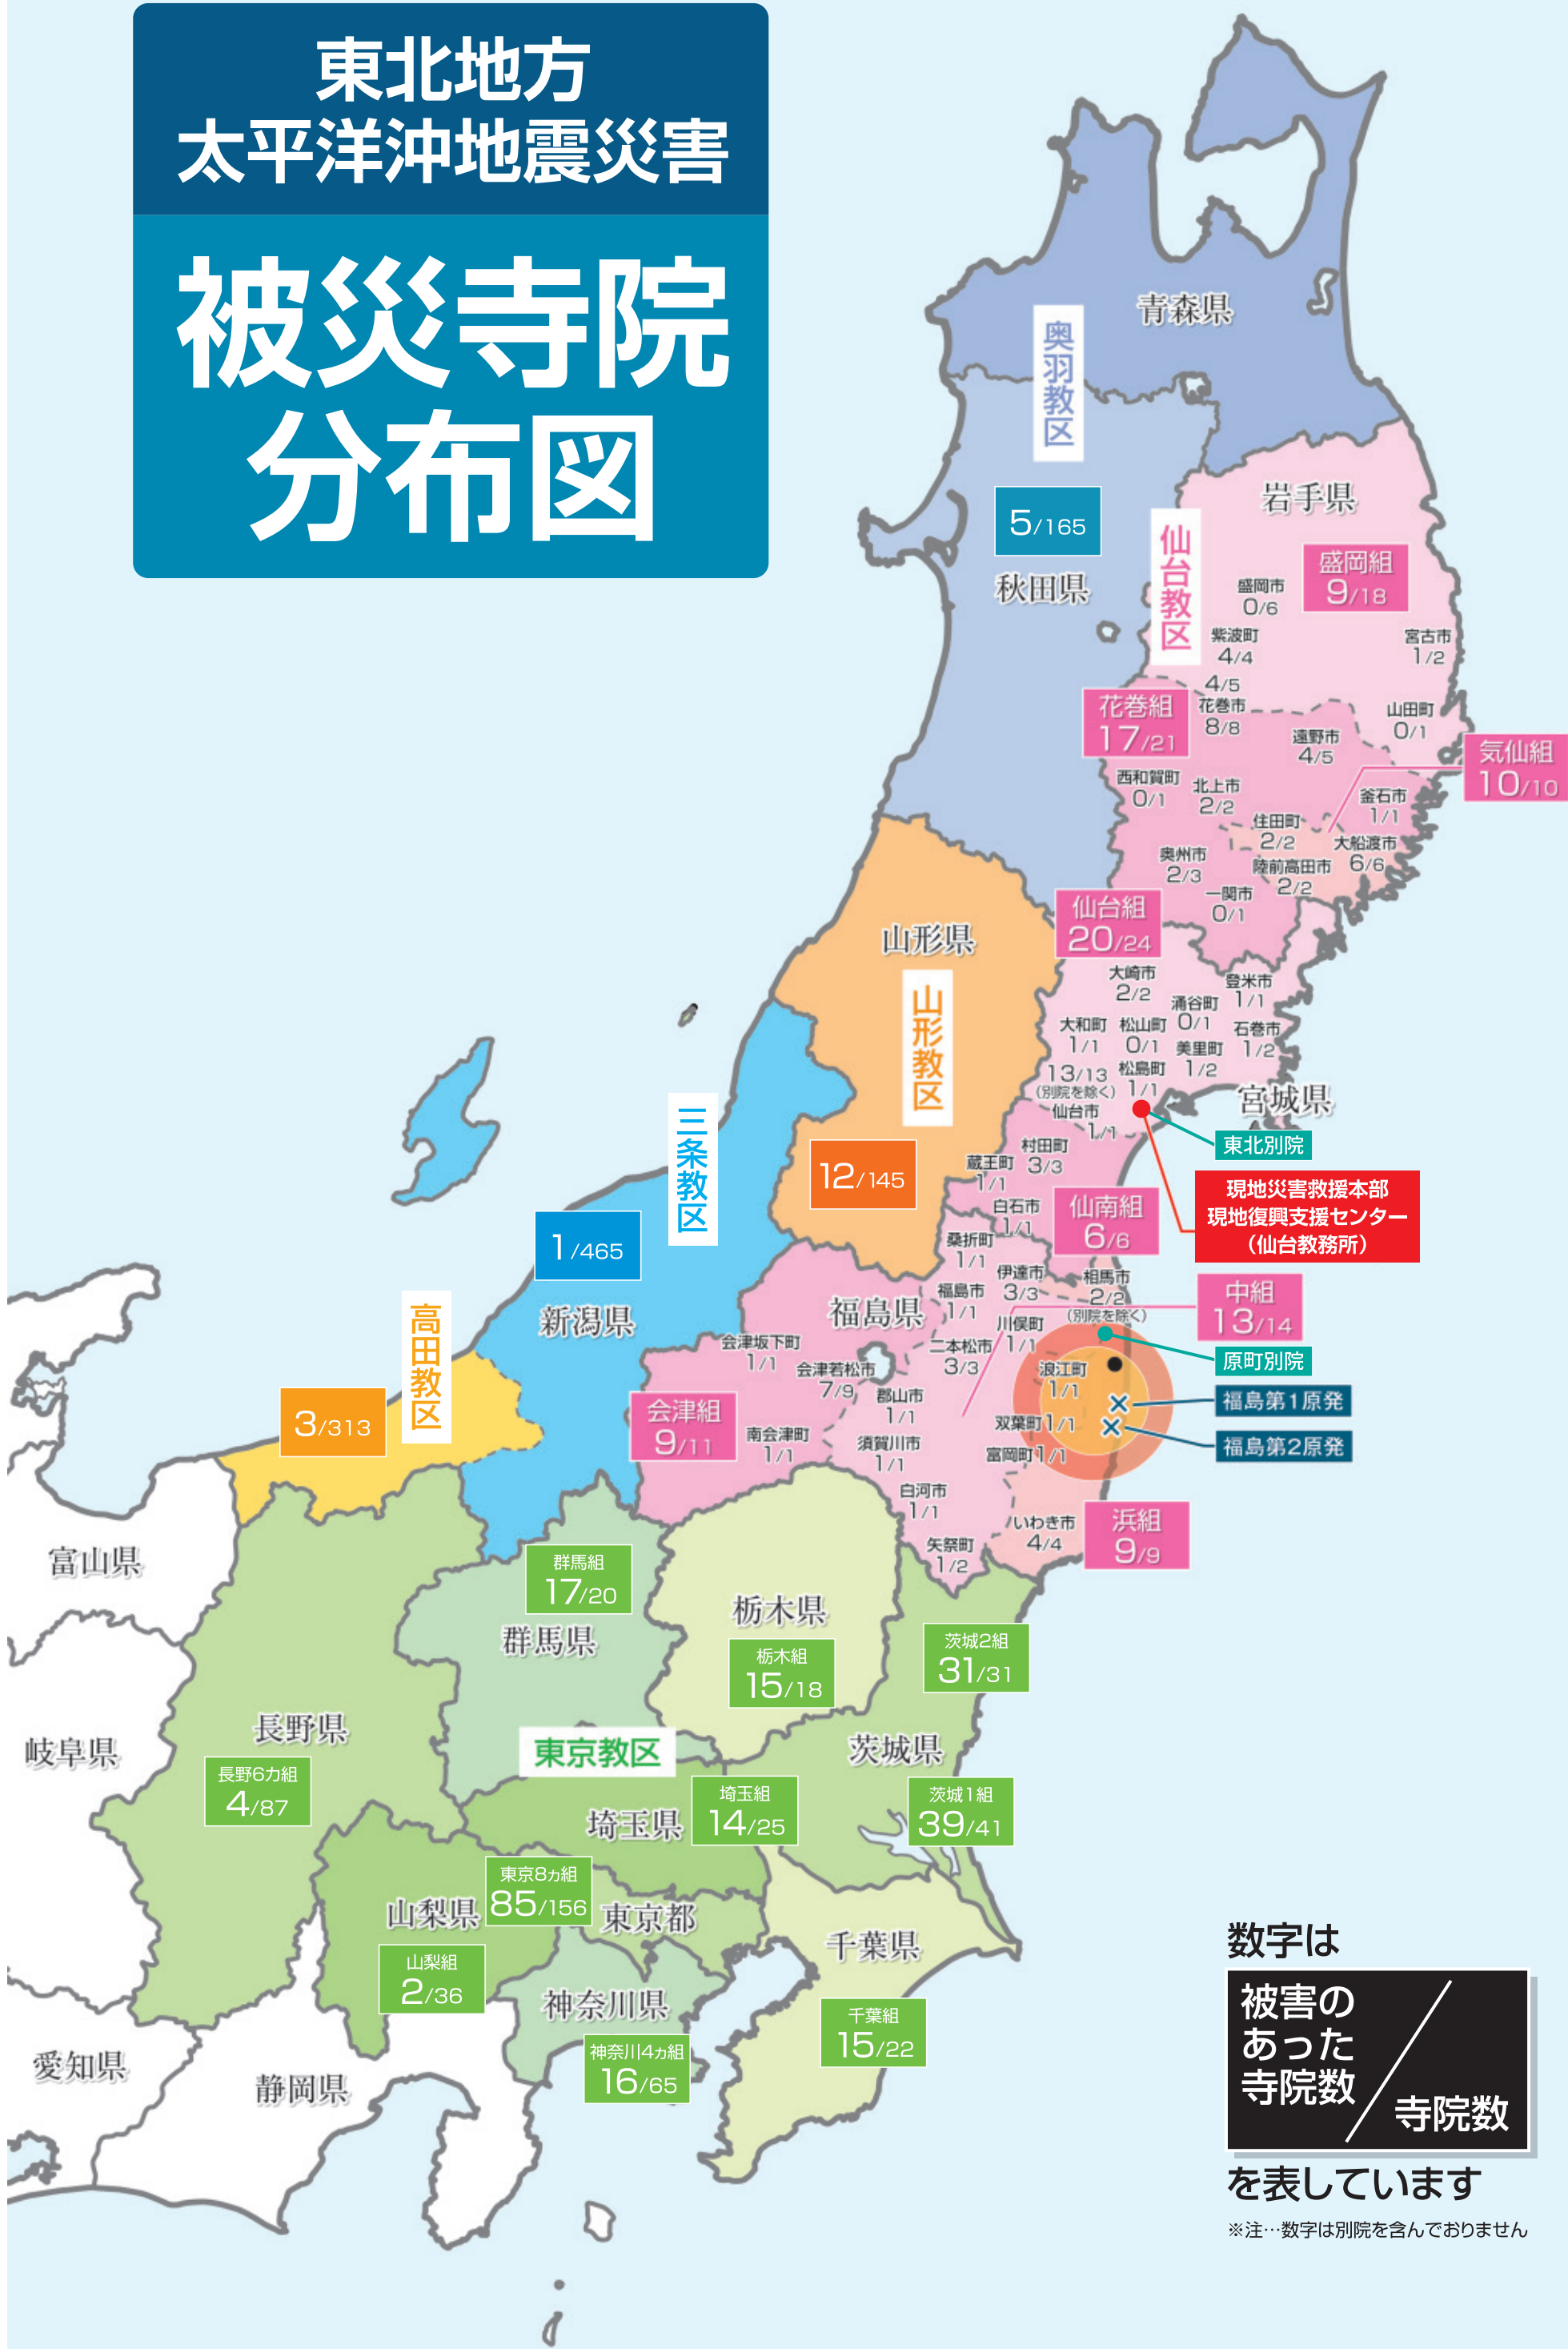 東北地方
太平洋沖地震災害
被災寺院
分布図
青森県
奥羽教区
5/165
秋田県
岩手県
仙台教区
盛岡組
9/18
盛岡市
0/6
紫波町
4/4
宮古市
1/2
4/5
花巻市
8/8
花巻組
17/21
山田町
0/1
遠野市
4/5
気仙組
10/10
西和賀町
0/1
北上市
2/2
釜石市
1/1
住田町
2/2
大船渡市
6/6
奥州市
2/3
陸前高田市
2/2
一関市
0/1
仙台組
20/24
山形県
山形教区
12/145
大崎市
2/2
登米市
1/1
涌谷町
0/1
大和町
1/1
松山町
0/1
石巻市
1/2
美里町
1/2
13/13
(別院を除く)
仙台市
松島町
1/1
宮城県
1/1
東北別院
現地災害救援本部
現地復興支援センター
(仙台教務所)
村田町
3/3
蔵王町
1/1
白石市
1/1
仙南組
6/6
三条教区
1/465
新潟県
桑折町
1/1
伊達市
3/3
相馬市
2/2
(別院を除く)
福島市
1/1
中組
13/14
川俣町
1/1
福島県
原町別院
二本松市
3/3
会津坂下町
1/1
会津若松市
7/9
浪江町
1/1
郡山市
1/1
福島第1原発
双葉町1/1
福島第2原発
会津組
9/11
南会津町
1/1
須賀川市
1/1
富岡町1/1
白河市
1/1
いわき市
4/4
浜組
9/9
矢祭町
1/2
高田教区
3/313
富山県
岐阜県
愛知県
静岡県
群馬組
17/20
群馬県
栃木県
栃木組
15/18
茨城2組
31/31
長野県
長野6カ組
4/87
東京教区
茨城県
茨城1組
39/41
埼玉県
埼玉組
14/25
東京8ヵ組
85/156
東京都
山梨県
山梨組
2/36
神奈川県
神奈川4ヵ組
16/65
千葉県
千葉組
15/22
数字は
被害の
あった
寺院数
寺院数
を表しています
※注…数字は別院を含んでおりません